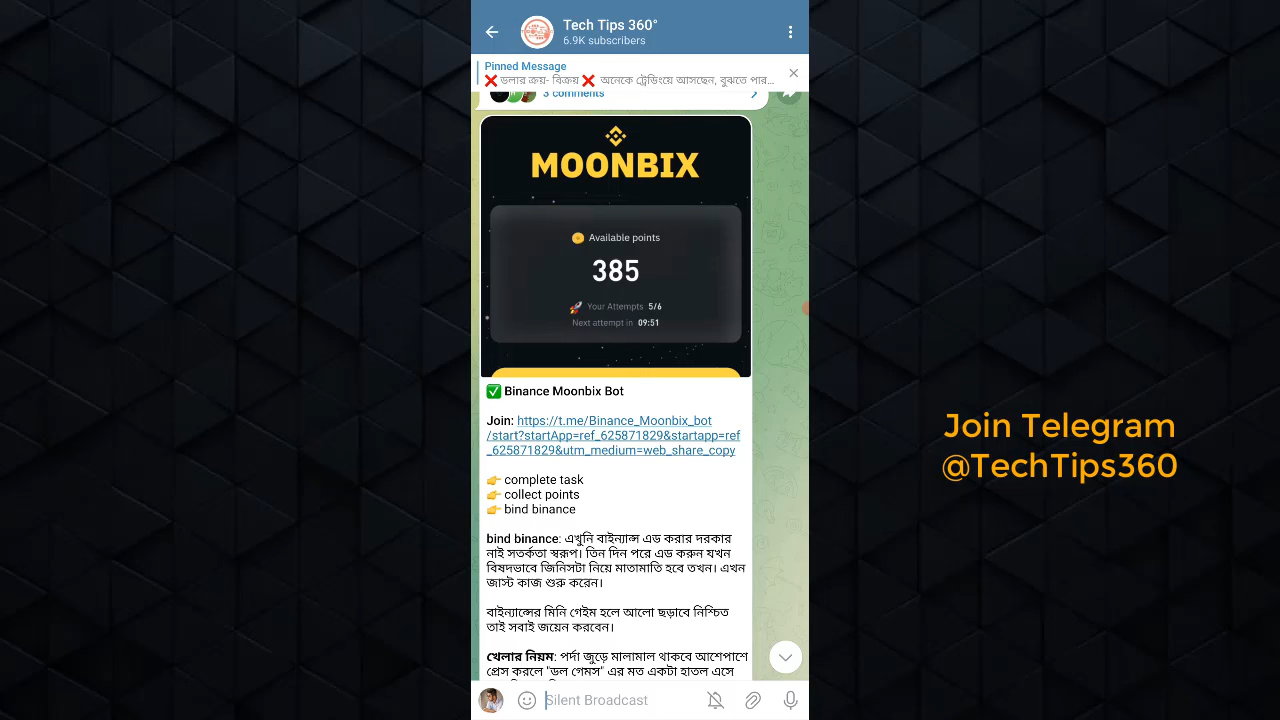 Tech Tips 360°
6.9K subscribers
Pinned Message
❌ ডলার ক্রয়- বিক্রয় ❌ অনেকে ট্রেডিংয়ে আসছেন, বুঝতে পার...
3 comments
MOONBIX
Available points
385
Your Attempts 5/6
Next attempt in 09:51
✅ Binance Moonbix Bot
Join: https://t.me/Binance_Moonbix_bot
/start?startApp=ref_625871829&startapp=ref
_625871829&utm_medium=web_share_copy
👉 complete task
👉 collect points
👉 bind binance
bind binance: এখুনি বাইন্যান্স এড করার দরকার
নাই সতর্কতা স্বরূপ। তিন দিন পরে এড করুন যখন
বিষদভাবে জিনিসটা নিয়ে মাতামাতি হবে তখন। এখন
জাস্ট কাজ শুরু করেন।
বাইন্যান্সের মিনি গেইম হলে আলো ছড়াবে নিশ্চিত
তাই সবাই জয়েন করবেন।
খেলার নিয়ম: পর্দা জুড়ে মালামাল থাকবে আশেপাশে
প্রেস করলে "ডল গেমস" এর মত একটা হাতল এসে
Silent Broadcast
Join Telegram
@TechTips360